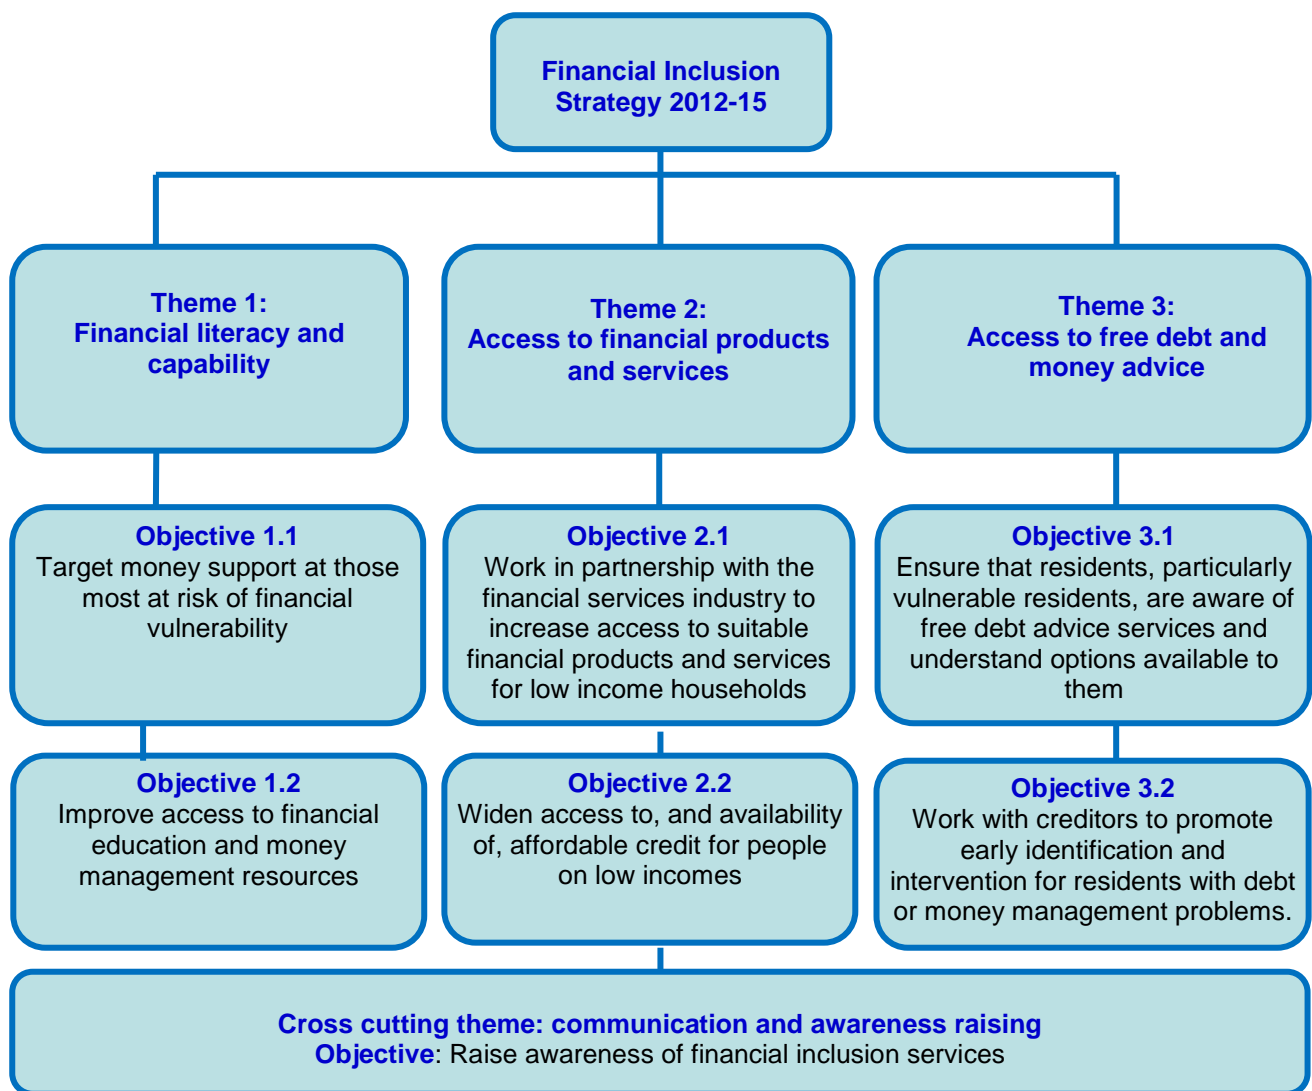 Financial Inclusion
Strategy 2012-15
Theme 1:
Financial literacy and
capability
Theme 2:
Access to financial products
and services
Theme 3:
Access to free debt and
money advice
Objective 1.1
Target money support at those
most at risk of financial
vulnerability
Objective 2.1
Work in partnership with the
financial services industry to
increase access to suitable
financial products and services
for low income households
Objective 3.1
Ensure that residents, particularly
vulnerable residents, are aware of
free debt advice services and
understand options available to
them
Objective 1.2
Improve access to financial
education and money
management resources
Objective 2.2
Widen access to, and availability
of, affordable credit for people
on low incomes
Objective 3.2
Work with creditors to promote
early identification and
intervention for residents with debt
or money management problems.
Cross cutting theme: communication and awareness raising
Objective: Raise awareness of financial inclusion services